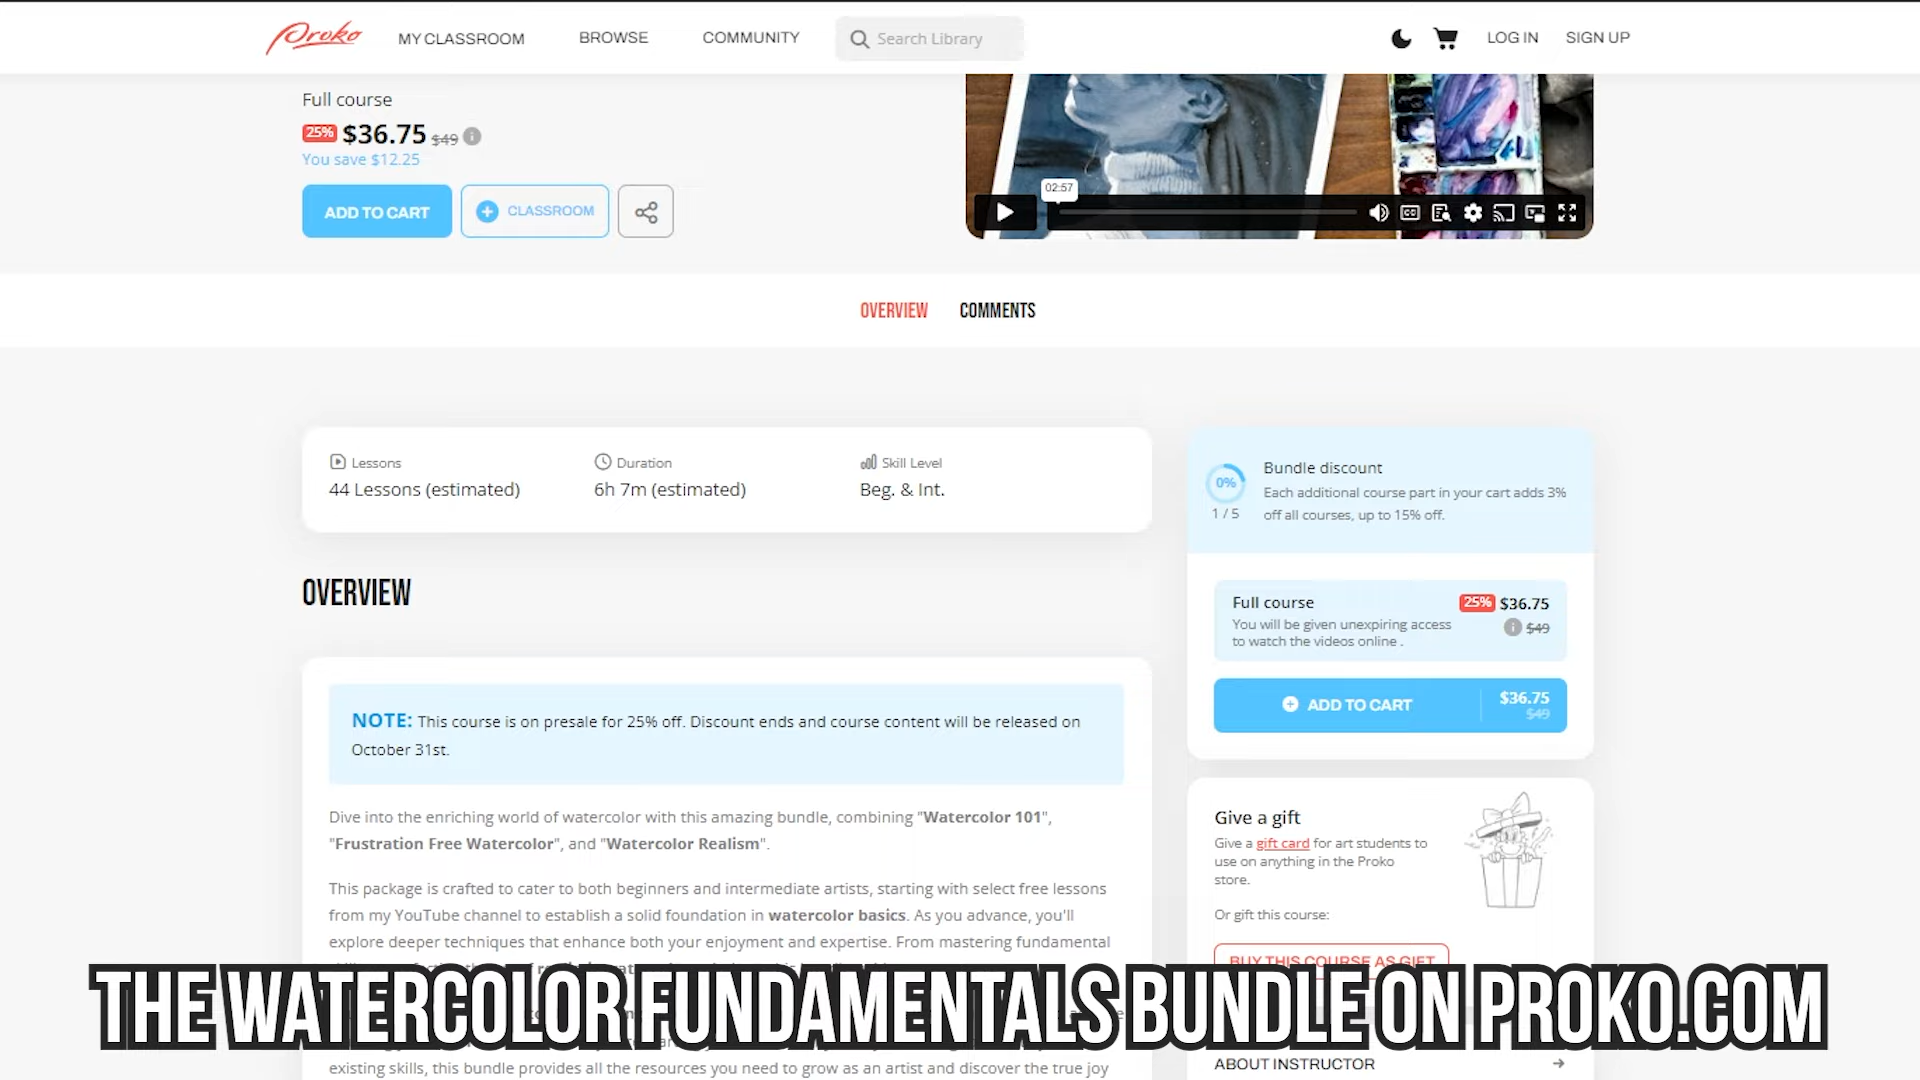 Proko MY CLASSROOM BROWSE COMMUNITY Search Library LOG IN SIGN UP
Full course
25% $36.75 $49
You save $12.25
ADD TO CART CLASSROOM
02:57
CC
OVERVIEW COMMENTS
Lessons Duration Skill Level
44 Lessons (estimated) 6h 7m (estimated) Beg. & Int.
0% Bundle discount
1 / 5 Each additional course part in your cart adds 3%
off all courses, up to 15% off.
OVERVIEW
Full course 25% $36.75
You will be given unexpiring access $49
to watch the videos online .
ADD TO CART $36.75
$49
NOTE: This course is on presale for 25% off. Discount ends and course content will be released on
October 31st.
Dive into the enriching world of watercolor with this amazing bundle, combining "Watercolor 101",
"Frustration Free Watercolor", and "Watercolor Realism".
Give a gift
Give a gift card for art students to
use on anything in the Proko
store.
Or gift this course:
BUY THIS COURSE AS GIFT
This package is crafted to cater to both beginners and intermediate artists, starting with select free lessons
from my YouTube channel to establish a solid foundation in watercolor basics. As you advance, you'll
explore deeper techniques that enhance both your enjoyment and expertise. From mastering fundamental
THE WATERCOLOR FUNDAMENTALS BUNDLE ON PROKO.COM
existing skills, this bundle provides all the resources you need to grow as an artist and discover the true joy
ABOUT INSTRUCTOR